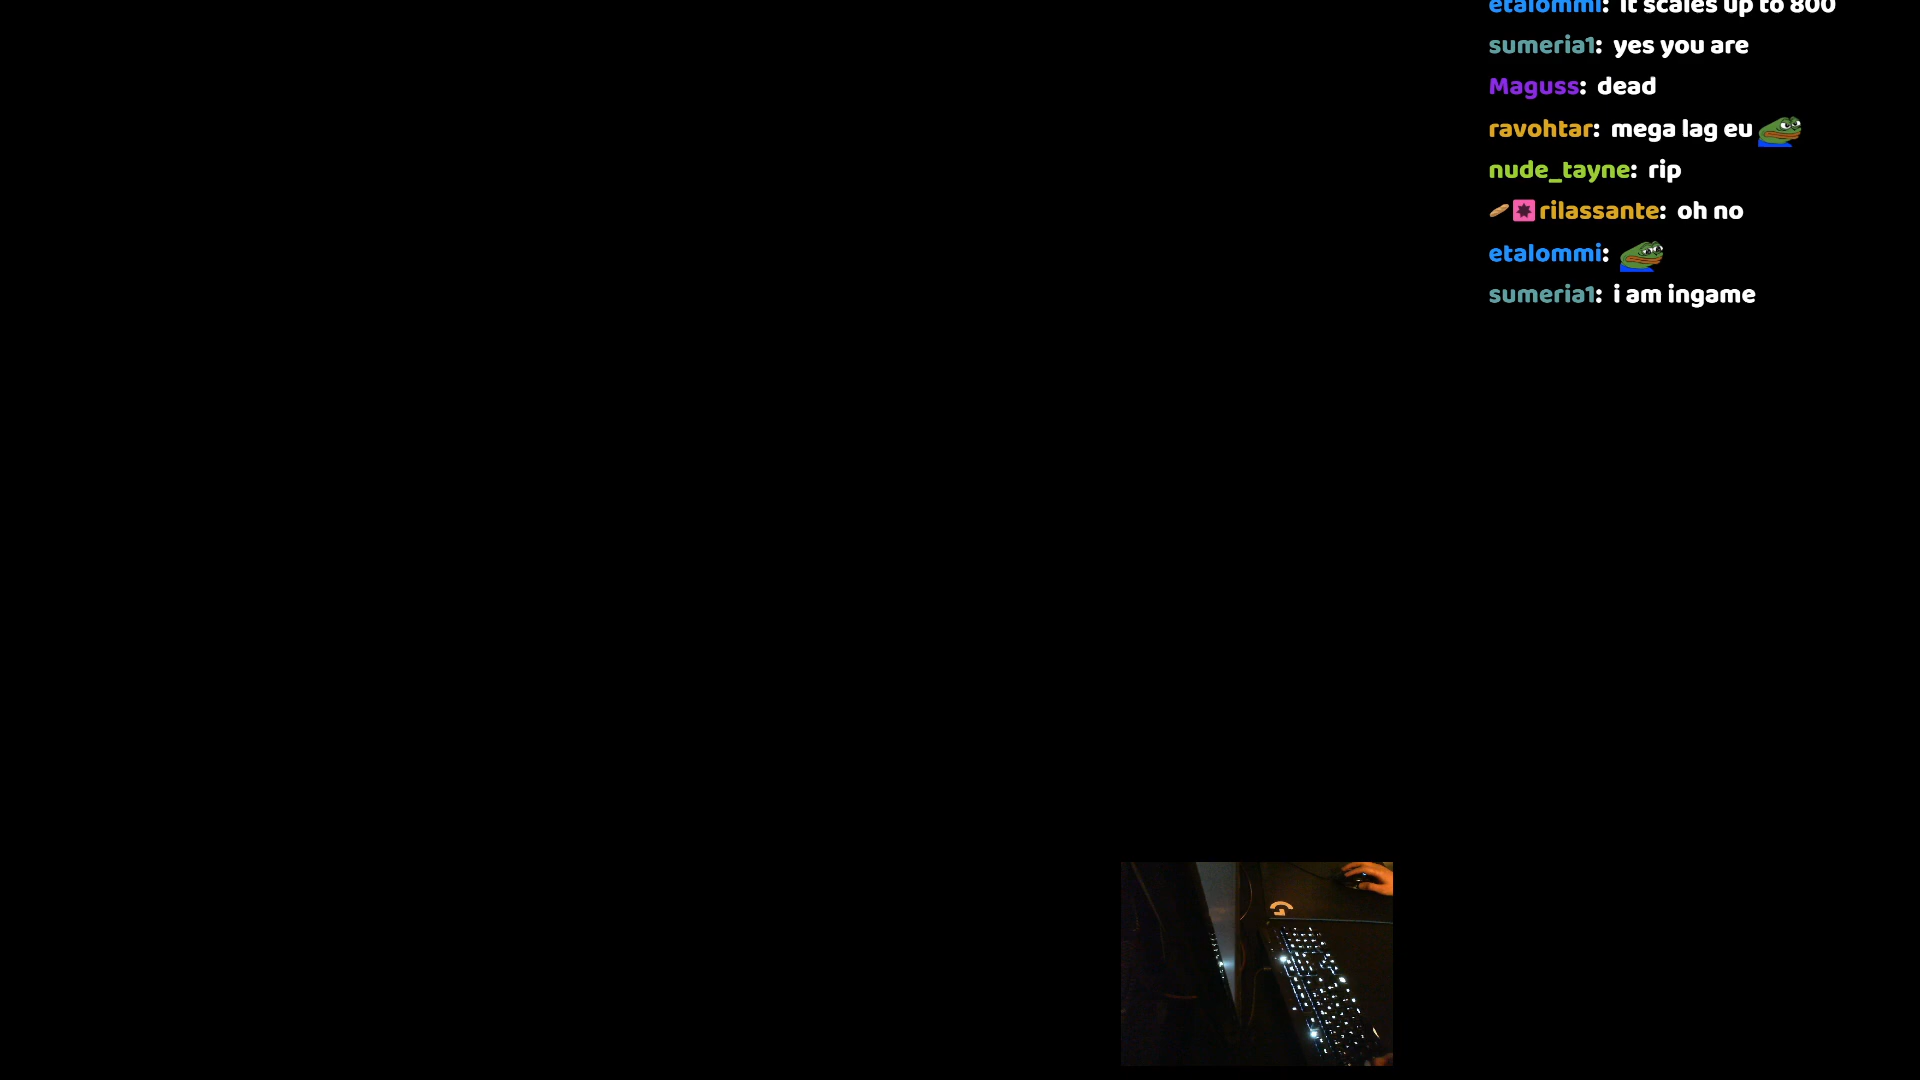 etalommi: it scales up to 800
sumeria1: yes you are
Maguss: dead
ravohtar: mega lag eu
nude_tayne: rip
rilassante: oh no
etalommi:
sumeria1: i am ingame